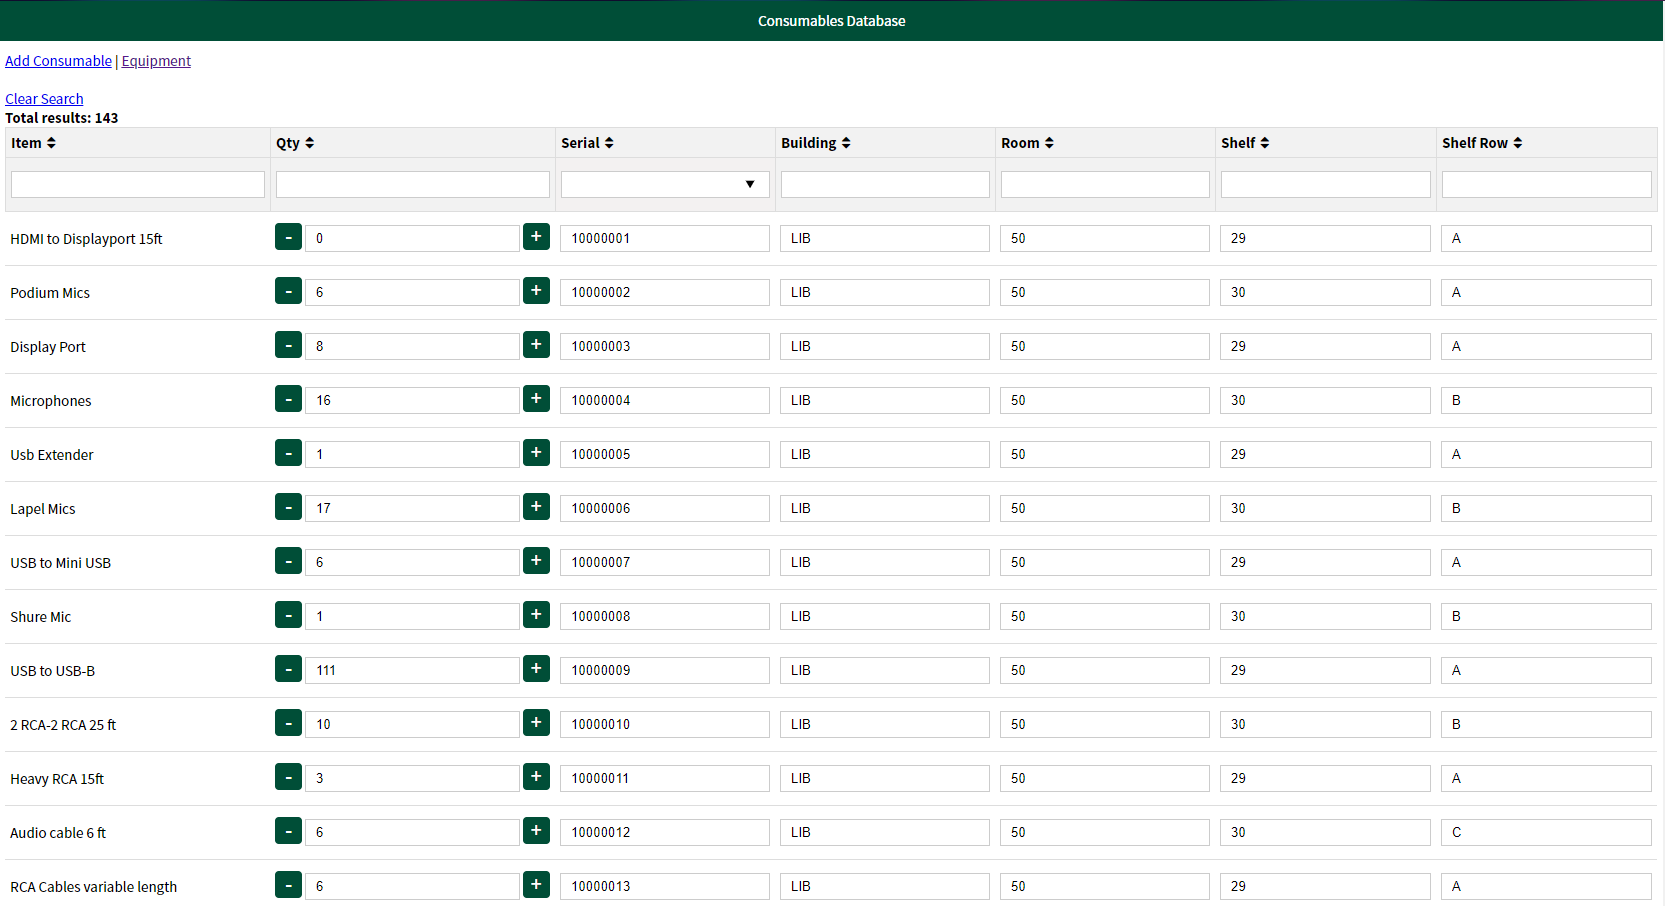 Consumables Database
Add Consumable | Equipment
Clear Search
Total results: 143
Item Qty Serial Building Room Shelf Shelf Row
HDMI to Displayport 15ft - 0 + 10000001 LIB 50 29 A
Podium Mics - 6 + 10000002 LIB 50 30 A
Display Port - 8 + 10000003 LIB 50 29 A
Microphones - 16 + 10000004 LIB 50 30 B
Usb Extender - 1 + 10000005 LIB 50 29 A
Lapel Mics - 17 + 10000006 LIB 50 30 B
USB to Mini USB - 6 + 10000007 LIB 50 29 A
Shure Mic - 1 + 10000008 LIB 50 30 B
USB to USB-B - 111 + 10000009 LIB 50 29 A
2 RCA-2 RCA 25 ft - 10 + 10000010 LIB 50 30 B
Heavy RCA 15ft - 3 + 10000011 LIB 50 29 A
Audio cable 6 ft - 6 + 10000012 LIB 50 30 C
RCA Cables variable length - 6 + 10000013 LIB 50 29 A